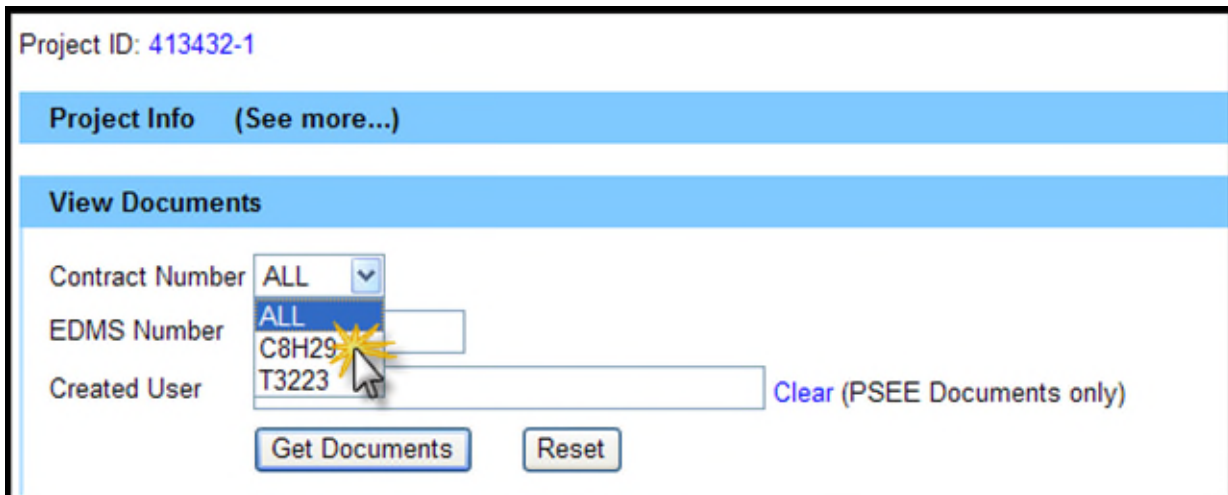 Project ID: 413432-1
Project Info (See more...)
View Documents
Contract Number ALL
ALL
EDMS Number
C8H29
Created User T3223 Clear (PSEE Documents only)
Get Documents Reset